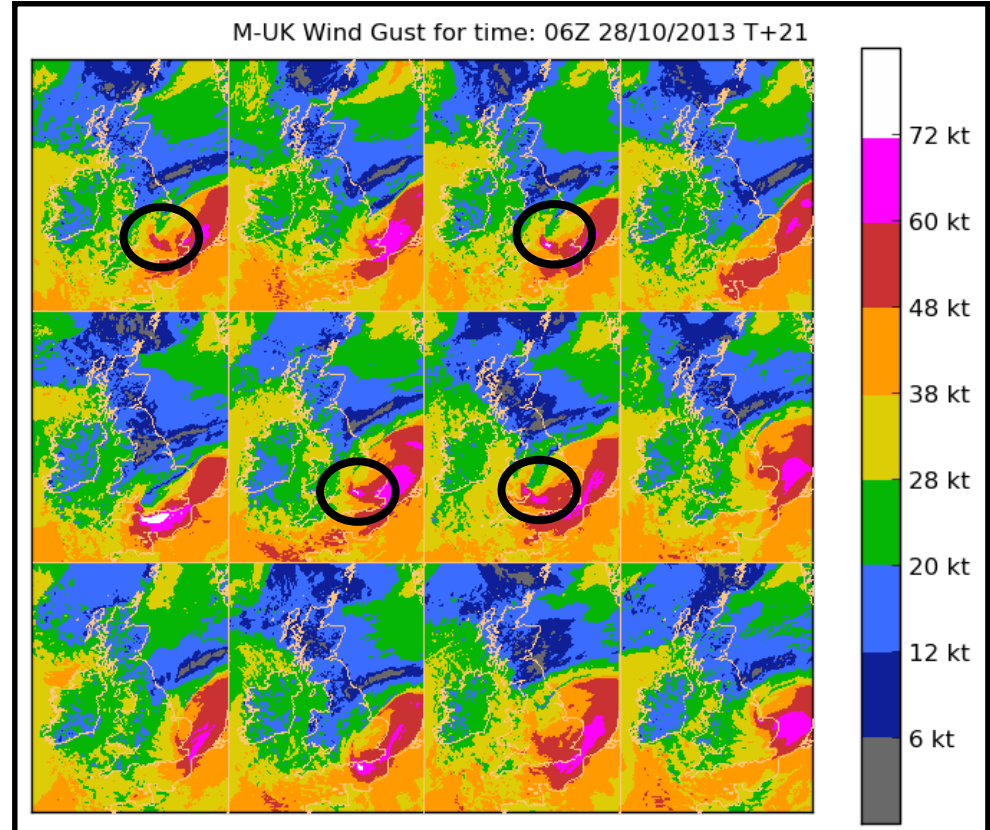 M-UK Wind Gust for time: 06Z 28/10/2013 T+21
72 kt
60 kt
48 kt
38 kt
28 kt
20 kt
12 kt
6 kt